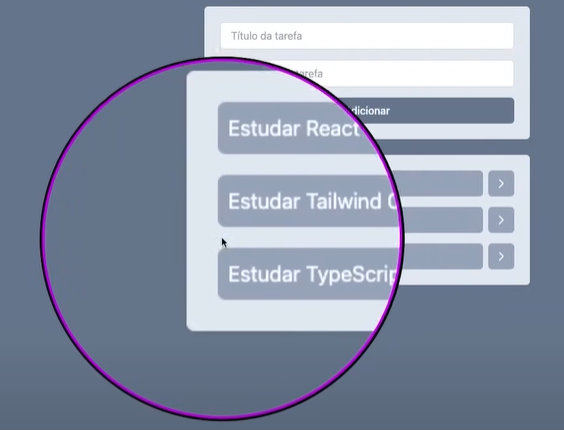 Título da tarefa
tarefa
dicionar
Estudar React
Estudar Tailwind
Estudar TypeScrip